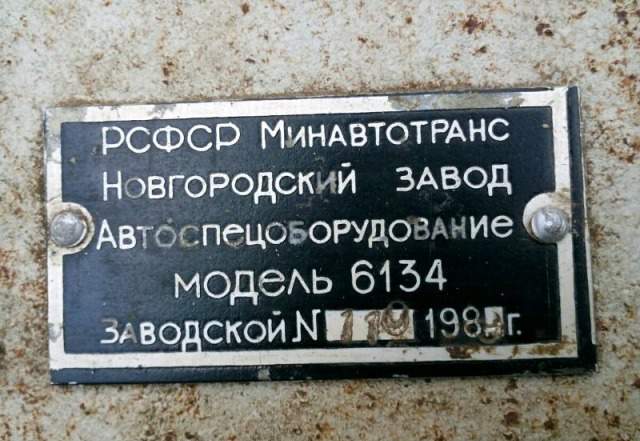 РСФСР МИНАВТОТРАНС
НОВГОРОДСКИЙ ЗАВОД
АВТОСПЕЦОБОРУДОВАНИЕ
МОДЕЛЬ 6134
ЗАВОДСКОЙ N